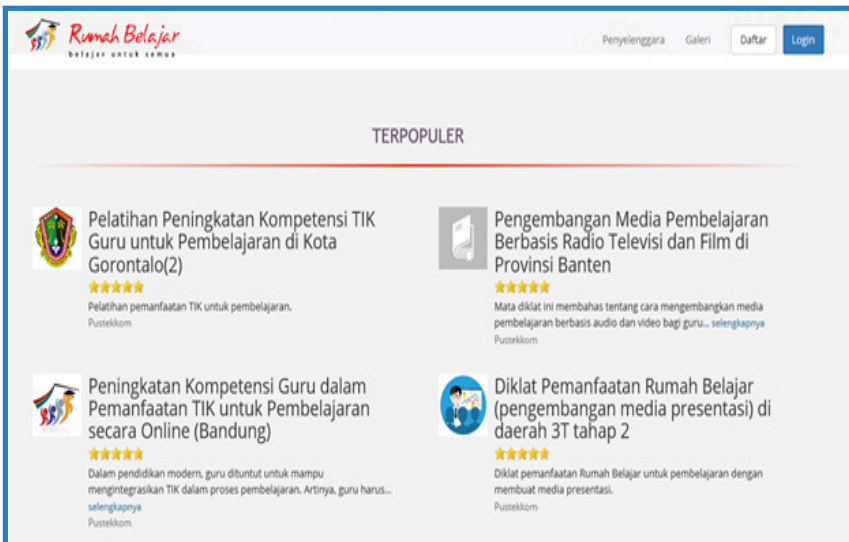 Rumah Belajar
belajar untuk semua
Penyelenggara Galeri Daftar Login
TERPOPULER
Pelatihan Peningkatan Kompetensi TIK
Guru untuk Pembelajaran di Kota
Gorontalo(2)
Pelatihan pemanfaatan TIK untuk pembelajaran.
Pustekkom
Pengembangan Media Pembelajaran
Berbasis Radio Televisi dan Film di
Provinsi Banten
Mata diklat ini membahas tentang cara mengembangkan media
pembelajaran berbasis audio dan video bagi guru... selengkapnya
Pustekkom
Peningkatan Kompetensi Guru dalam
Pemanfaatan TIK untuk Pembelajaran
secara Online (Bandung)
Dalam pendidikan modern, guru dituntut untuk mampu
mengintegrasikan TIK dalam proses pembelajaran. Artinya, guru harus...
selengkapnya
Pustekkom
Diklat Pemanfaatan Rumah Belajar
(pengembangan media presentasi) di
daerah 3T tahap 2
Diklat pemanfaatan Rumah Belajar untuk pembelajaran dengan
membuat media presentasi.
Pustekkom